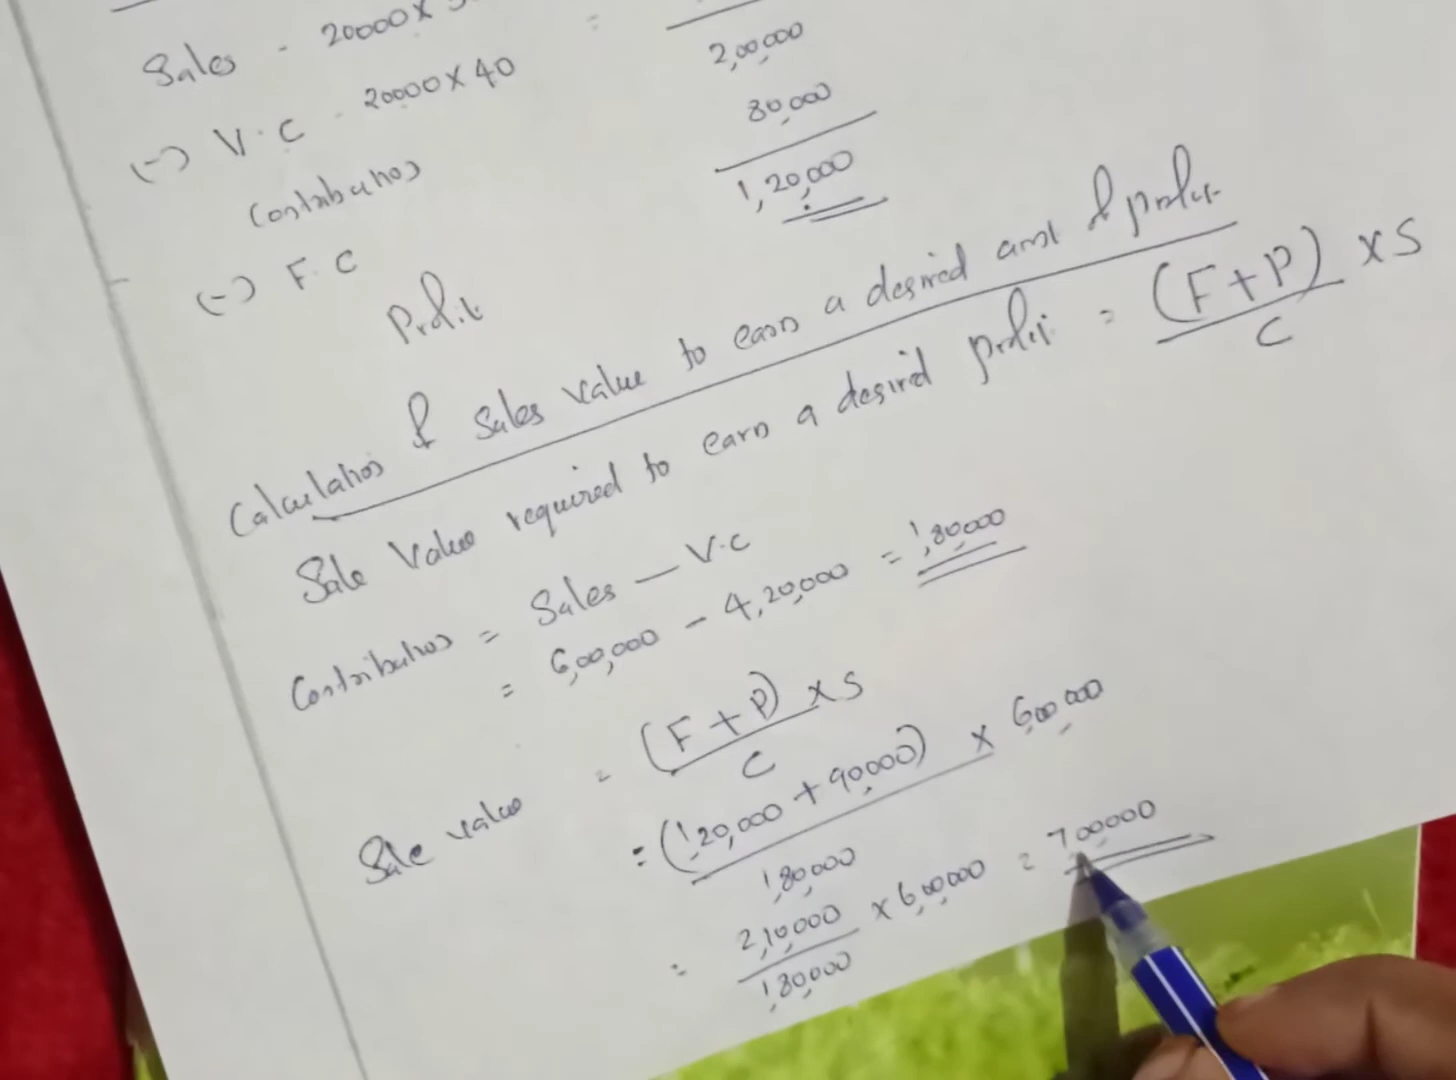 Sales - 20000 X
=
(-) V.C - 20000 X 40
2,00,000
Contribution
80,000
(-) F.C
1,20,000
Profit
Calculation of Sales value to earn a desired amt of profit
Sale Value required to earn a desired profit = (F+P) X S
C
Contribution = Sales - V.C
= 6,00,000 - 4,20,000 = 1,80,000
Sale value = (F + P) X S
C
= (1,20,000 + 90,000) X 6,00,000
1,80,000
= 2,10,000 X 6,00,000 = 7,00,000
1,80,000